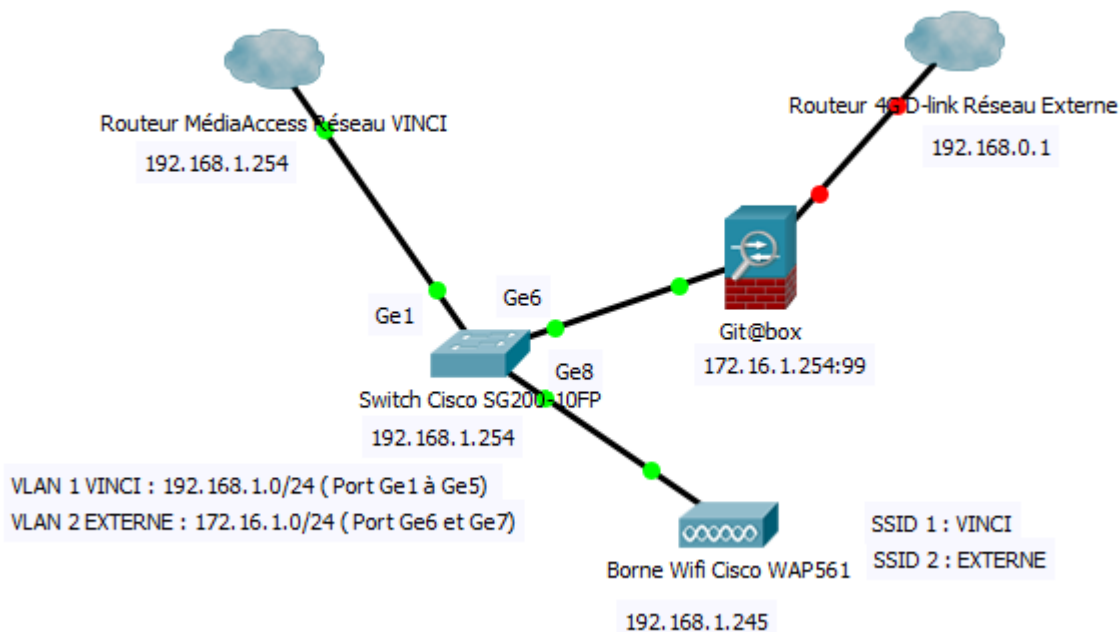 Routeur MédiaAccess Réseau VINCI
192.168.1.254
Routeur 4G D-link Réseau Externe
192.168.0.1
Ge1
Ge6
Git@box
172.16.1.254:99
Ge8
Switch Cisco SG200-10FP
192.168.1.254
VLAN 1 VINCI : 192.168.1.0/24 ( Port Ge1 à Ge5)
VLAN 2 EXTERNE : 172.16.1.0/24 ( Port Ge6 et Ge7)
SSID 1 : VINCI
SSID 2 : EXTERNE
Borne Wifi Cisco WAP561
192.168.1.245